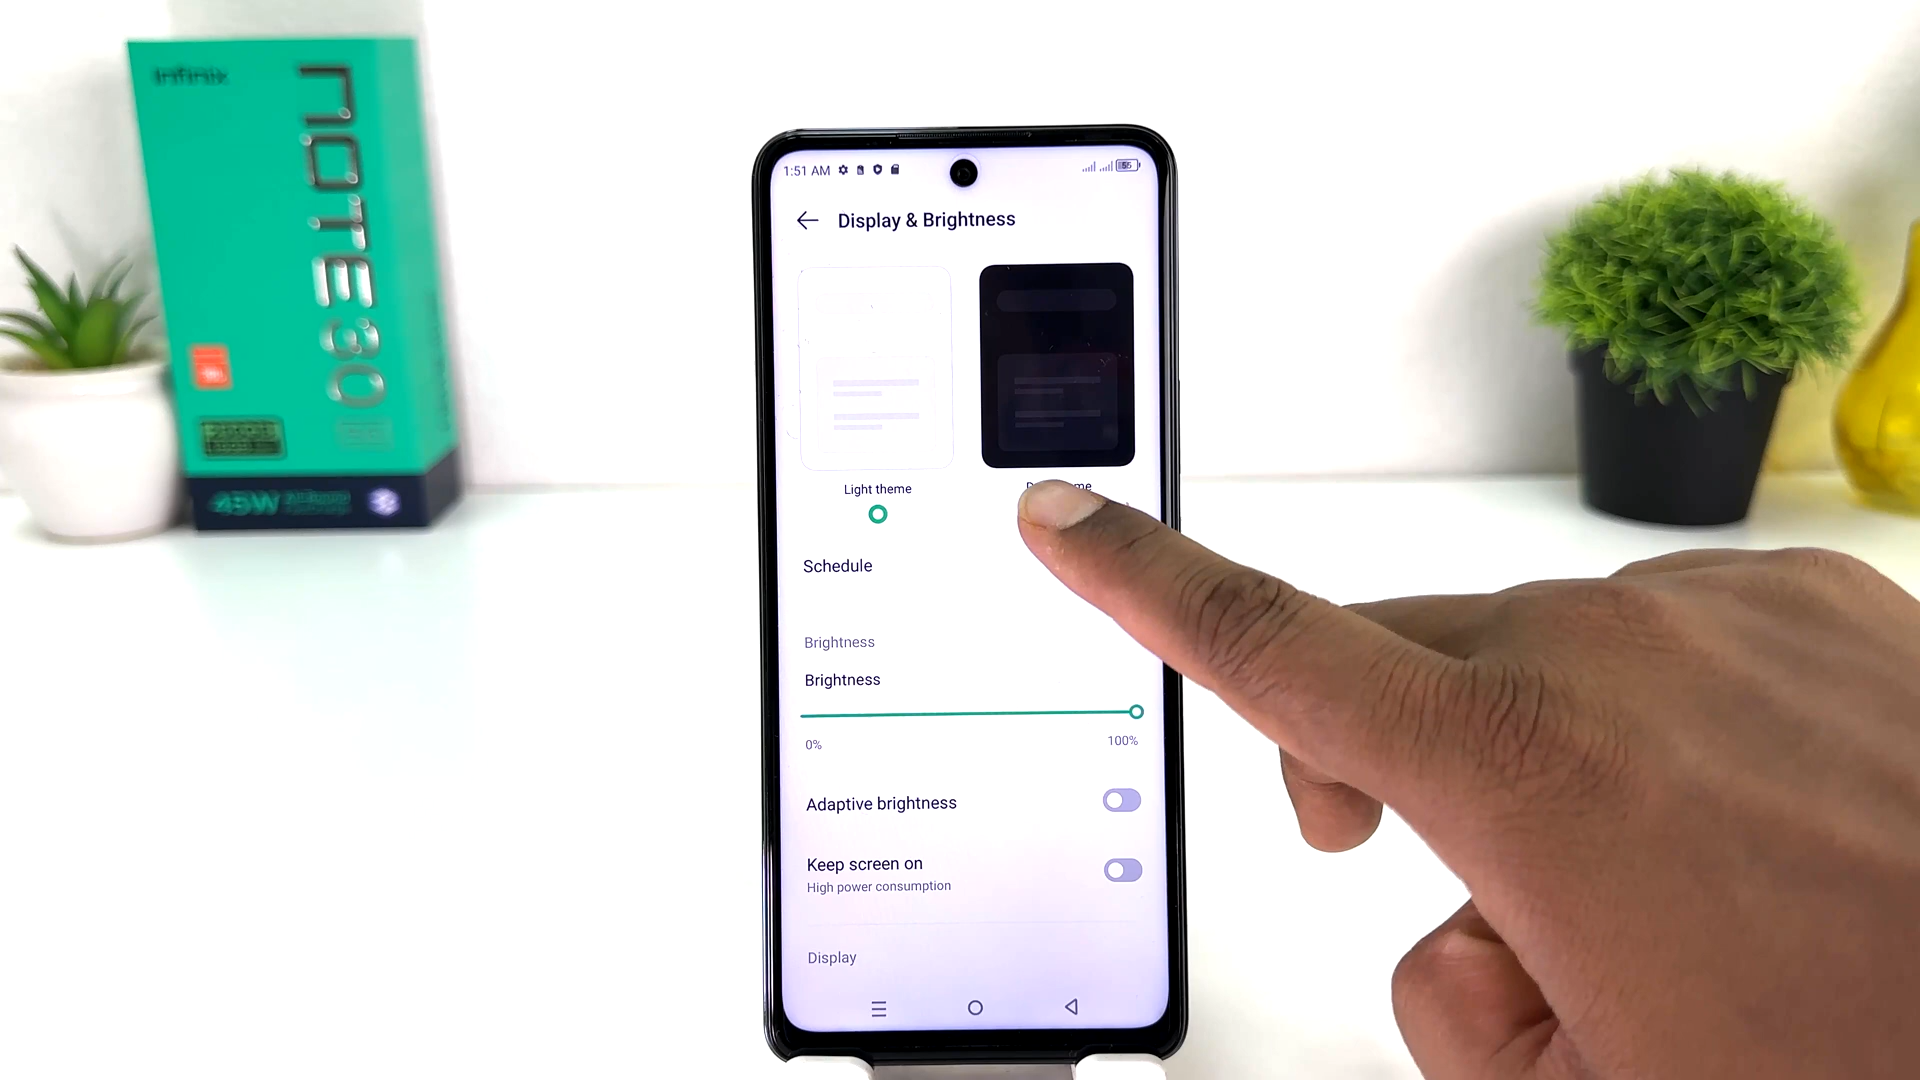 Infinix
NOTE 30
45W
1:51 AM
55
Display & Brightness
Light theme
Schedule
Brightness
Brightness
0%
100%
Adaptive brightness
Keep screen on
High power consumption
Display